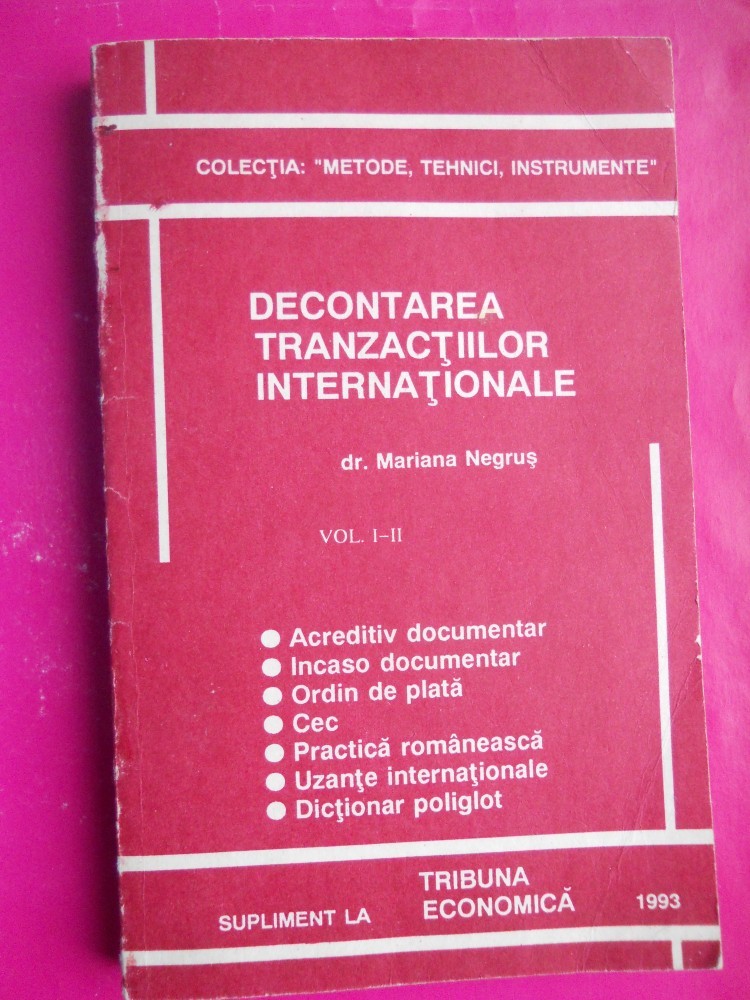 COLECŢIA: "METODE, TEHNICI, INSTRUMENTE"
DECONTAREA
TRANZACŢIILOR
INTERNAŢIONALE
dr. Mariana Negruş
VOL. I–II
● Acreditiv documentar
● Incaso documentar
● Ordin de plată
● Cec
● Practică românească
● Uzanţe internaţionale
● Dicţionar poliglot
SUPLIMENT LA TRIBUNA
ECONOMICĂ 1993